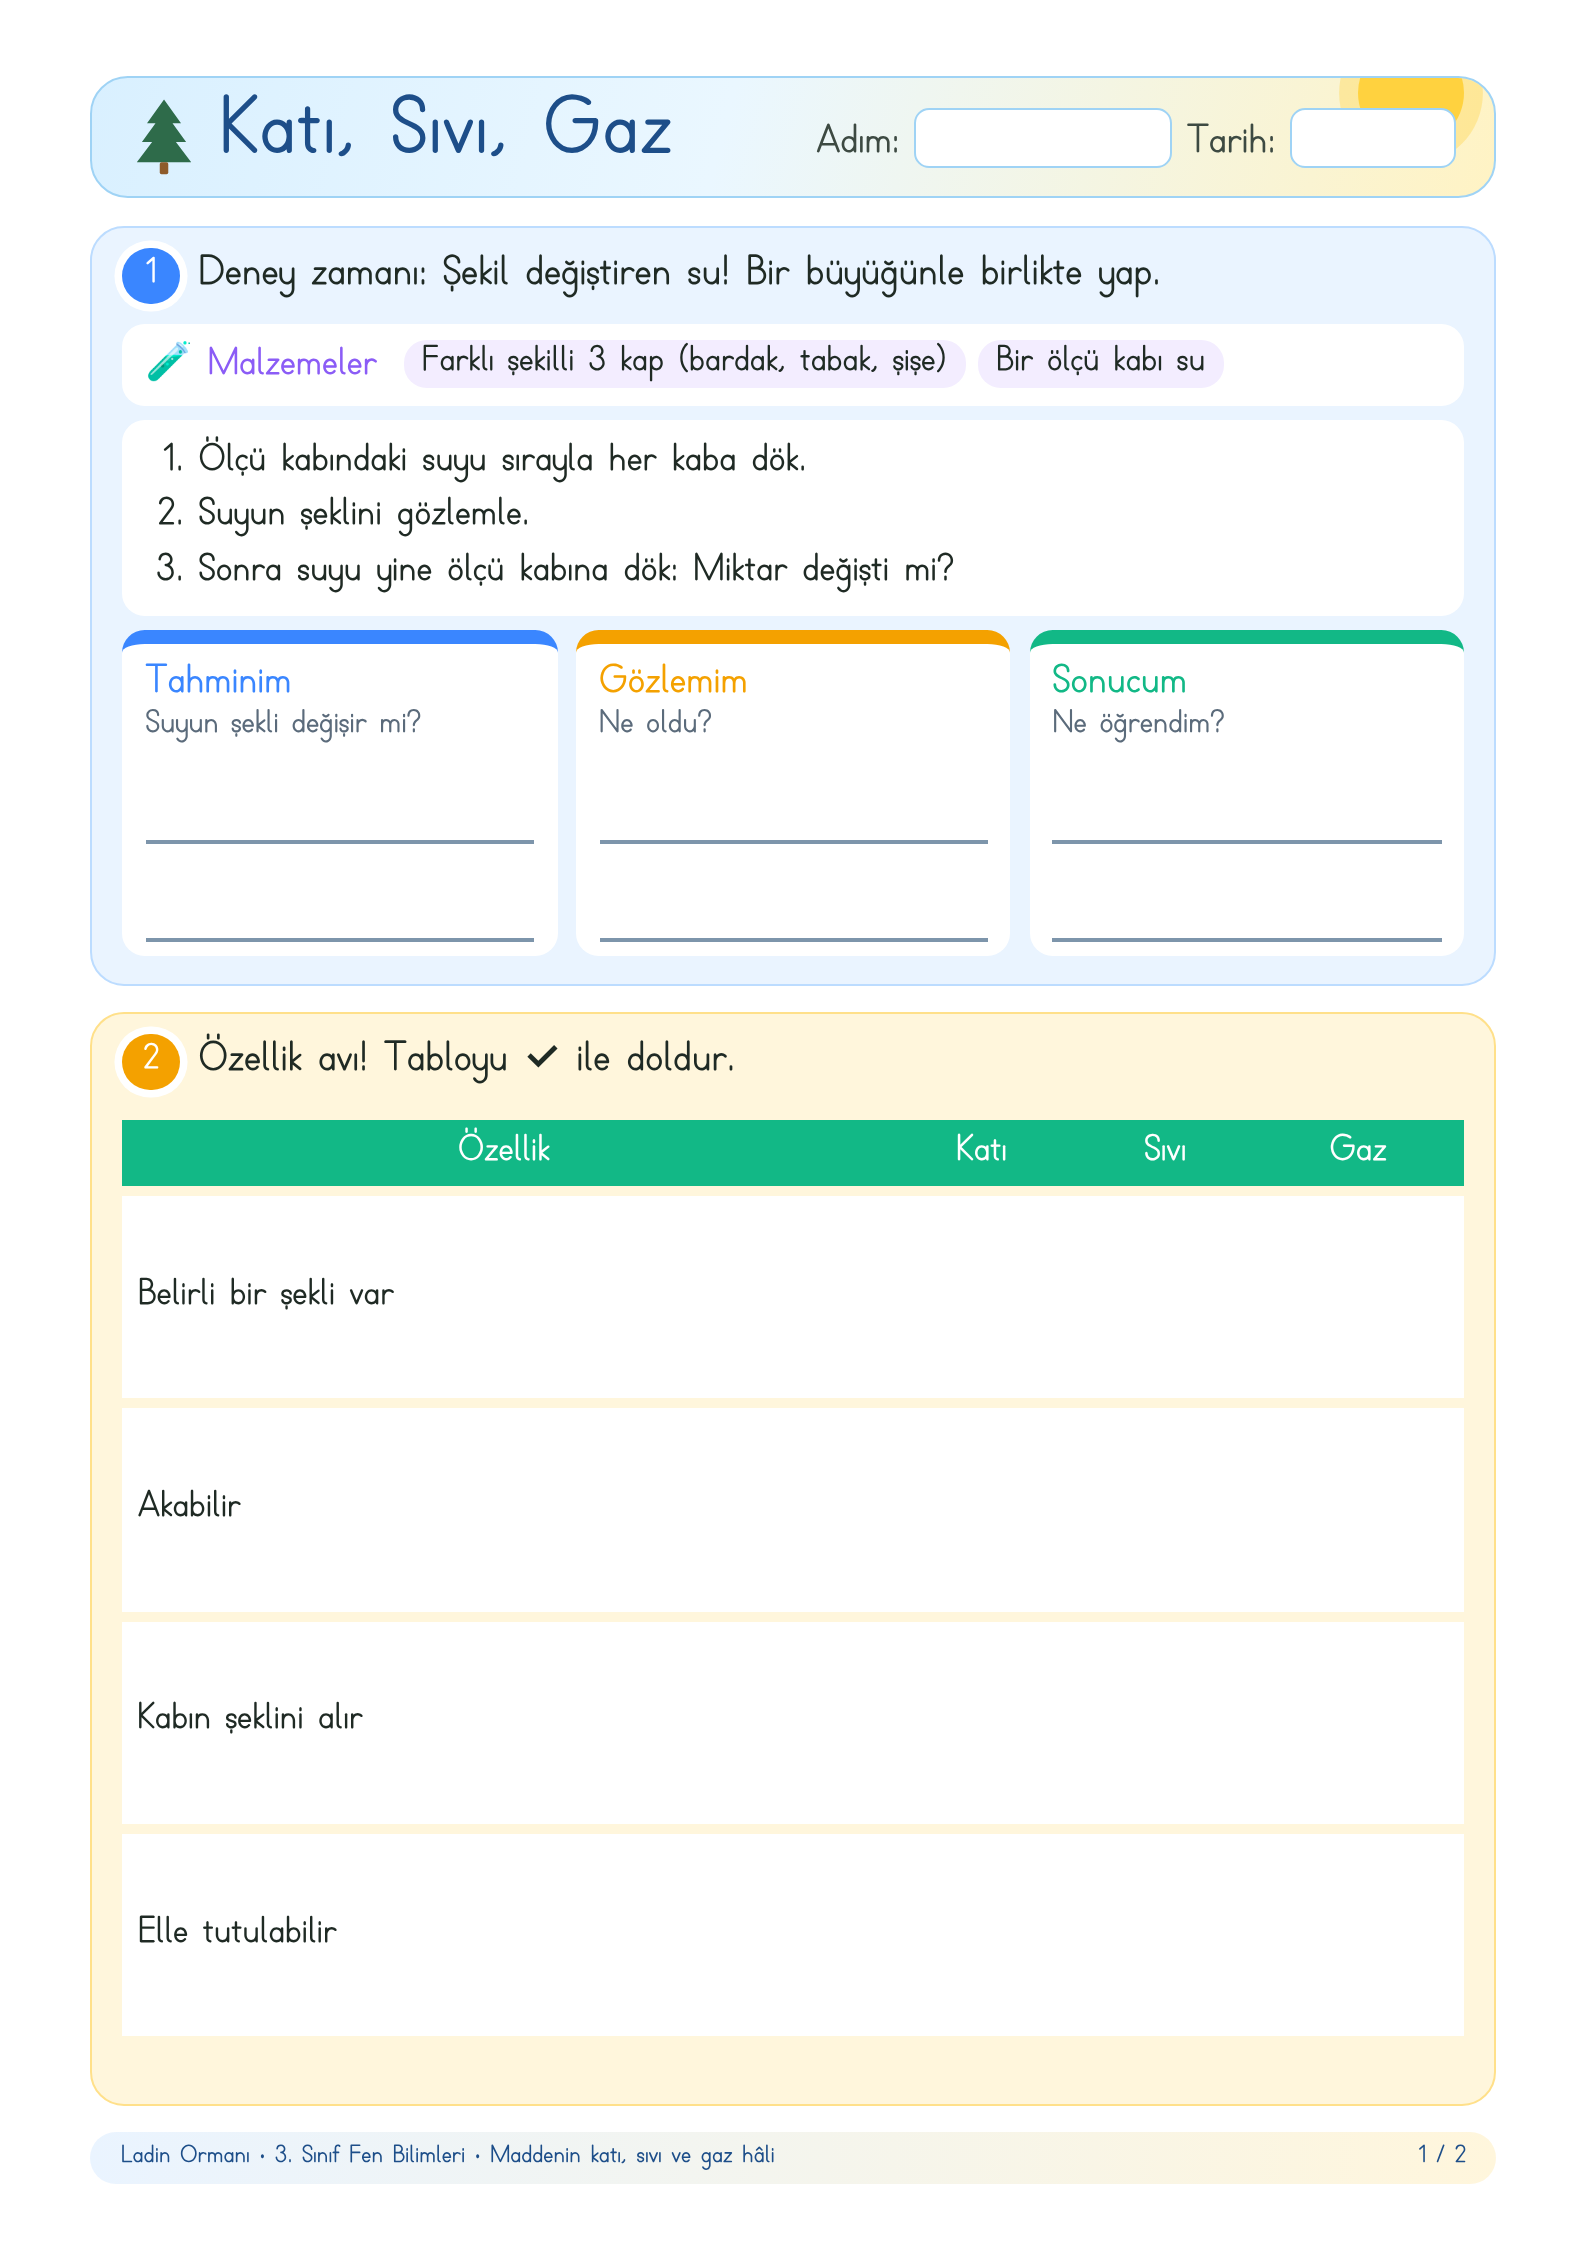 Katı, Sıvı, Gaz
Adım: Tarih:
1 Deney zamanı: Şekil değiştiren su! Bir büyüğünle birlikte yap.
Malzemeler Farklı şekilli 3 kap (bardak, tabak, şişe) Bir ölçü kabı su
1. Ölçü kabındaki suyu sırayla her kaba dök.
2. Suyun şeklini gözlemle.
3. Sonra suyu yine ölçü kabına dök: Miktar değişti mi?
Tahminim
Suyun şekli değişir mi?
Gözlemim
Ne oldu?
Sonucum
Ne öğrendim?
2 Özellik avı! Tabloyu ✔ ile doldur.
Özellik Katı Sıvı Gaz
Belirli bir şekli var
Akabilir
Kabın şeklini alır
Elle tutulabilir
Ladin Ormanı • 3. Sınıf Fen Bilimleri • Maddenin katı, sıvı ve gaz hâli 1 / 2